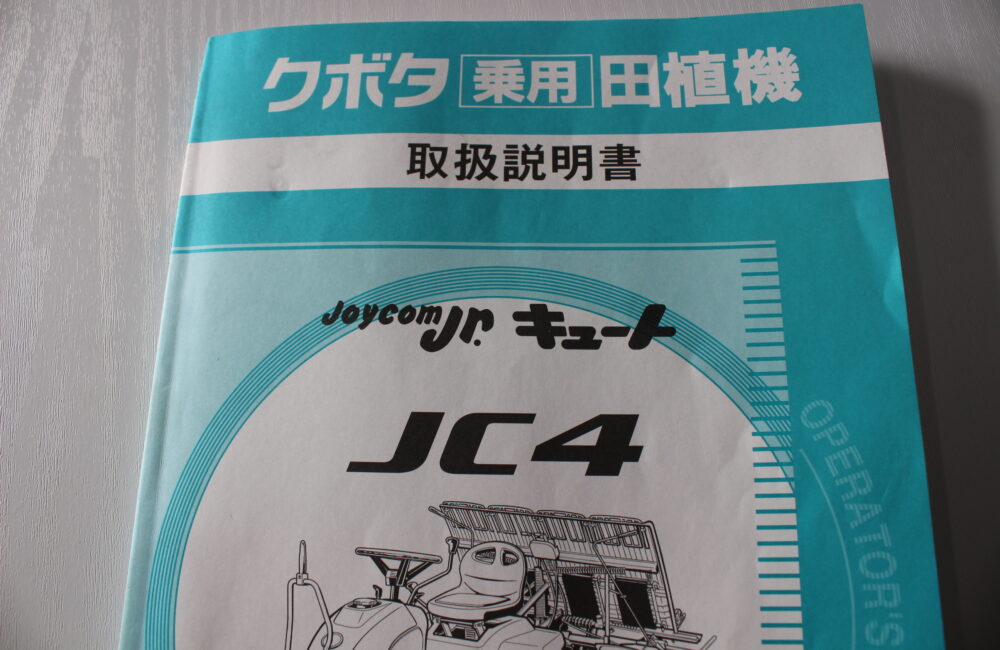 クボタ 乗用 田植機
取扱説明書
Joycom Jr. キュート
JC4
OPERATOR'S